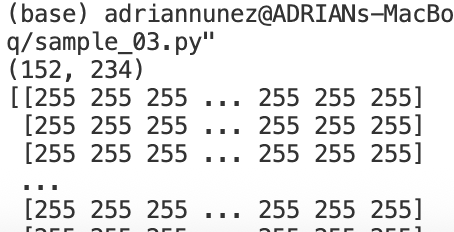 (base) adriannunez@ADRIANs-MacBo
q/sample_03.py"
(152, 234)
[[255 255 255 ... 255 255 255]
[255 255 255 ... 255 255 255]
[255 255 255 ... 255 255 255]
...
[255 255 255 ... 255 255 255]